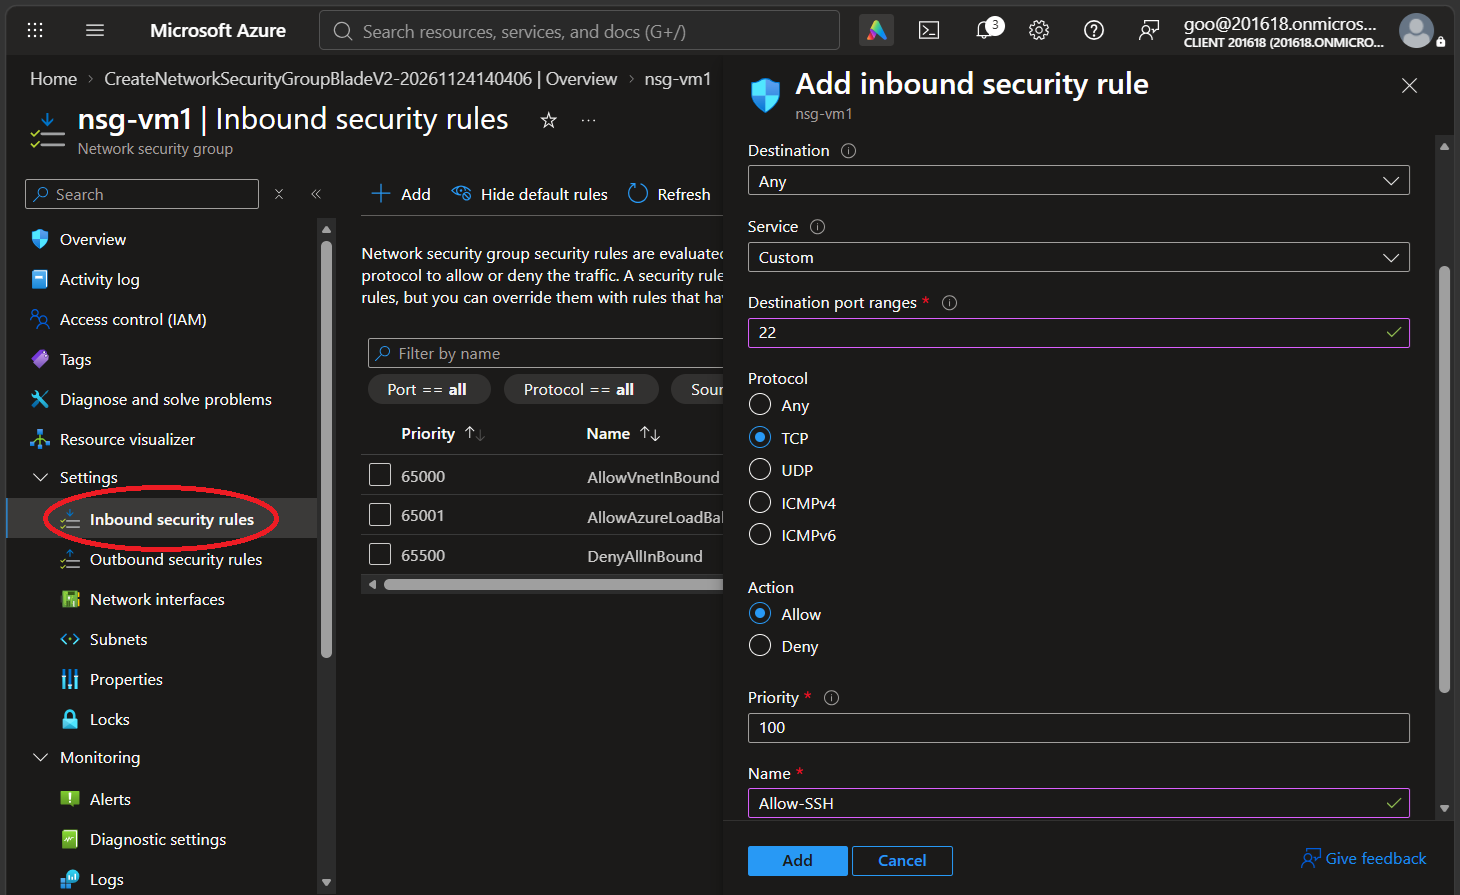 Microsoft Azure
Search resources, services, and docs (G+/)
3
goo@201618.onmicros...
CLIENT 201618 (201618.ONMICRO...
Home > CreateNetworkSecurityGroupBladeV2-20261124140406 | Overview > nsg-vm1
nsg-vm1 | Inbound security rules
Network security group
Search
Overview
Activity log
Access control (IAM)
Tags
Diagnose and solve problems
Resource visualizer
Settings
Inbound security rules
Outbound security rules
Network interfaces
Subnets
Properties
Locks
Monitoring
Alerts
Diagnostic settings
Logs
Add
Hide default rules
Refresh
Network security group security rules are evaluated
protocol to allow or deny the traffic. A security rule
rules, but you can override them with rules that ha
Filter by name
Port == all
Protocol == all
Sour
Priority
Name
65000 AllowVnetInBound
65001 AllowAzureLoadBal
65500 DenyAllInBound
Add inbound security rule
nsg-vm1
Destination
Any
Service
Custom
Destination port ranges *
22
Protocol
Any
TCP
UDP
ICMPv4
ICMPv6
Action
Allow
Deny
Priority *
100
Name *
Allow-SSH
Add
Cancel
Give feedback